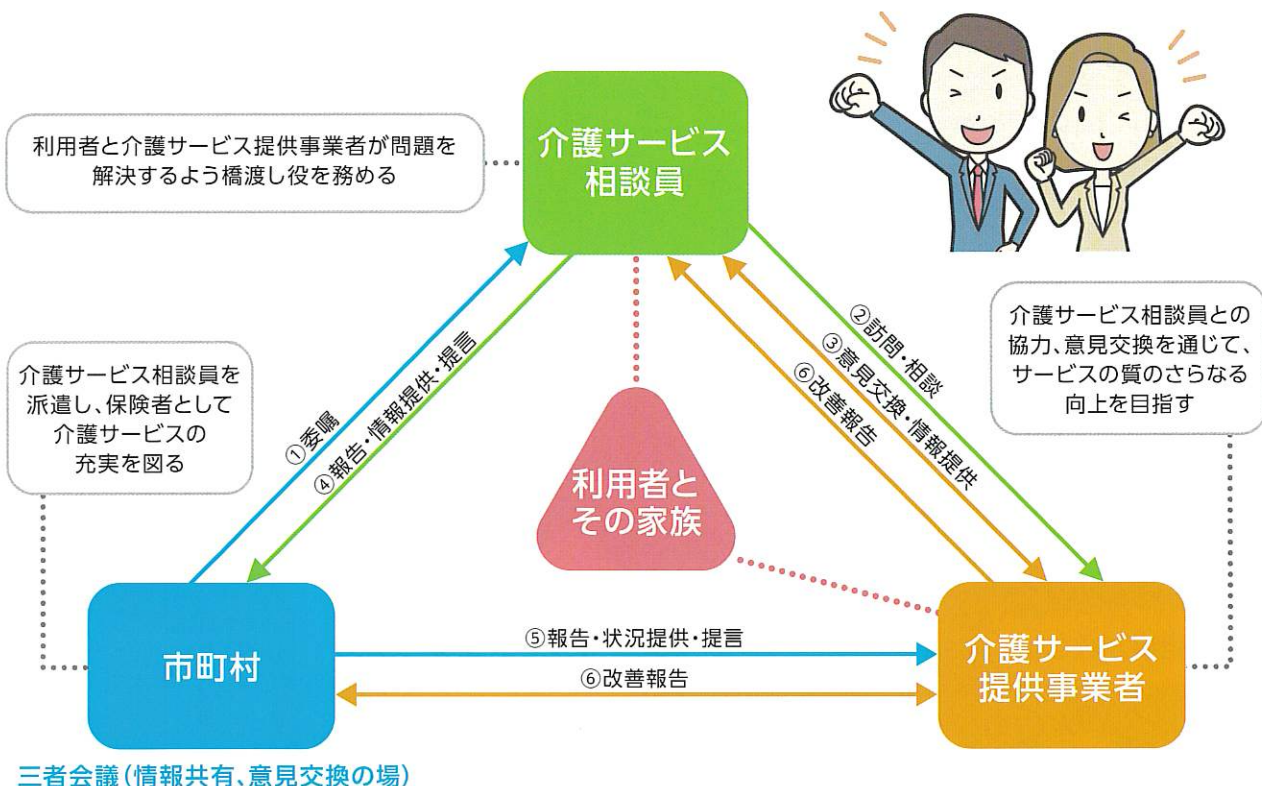 利用者と介護サービス提供事業者が問題を
解決するよう橋渡し役を務める
介護サービス
相談員
介護サービス相談員を
派遣し、保険者として
介護サービスの
充実を図る
①委嘱
④報告・情報提供・提言
②訪問・相談
③意見交換・情報提供
⑥改善報告
介護サービス相談員との
協力、意見交換を通じて、
サービスの質のさらなる
向上を目指す
利用者と
その家族
市町村
⑤報告・状況提供・提言
⑥改善報告
介護サービス
提供事業者
三者会議(情報共有、意見交換の場)